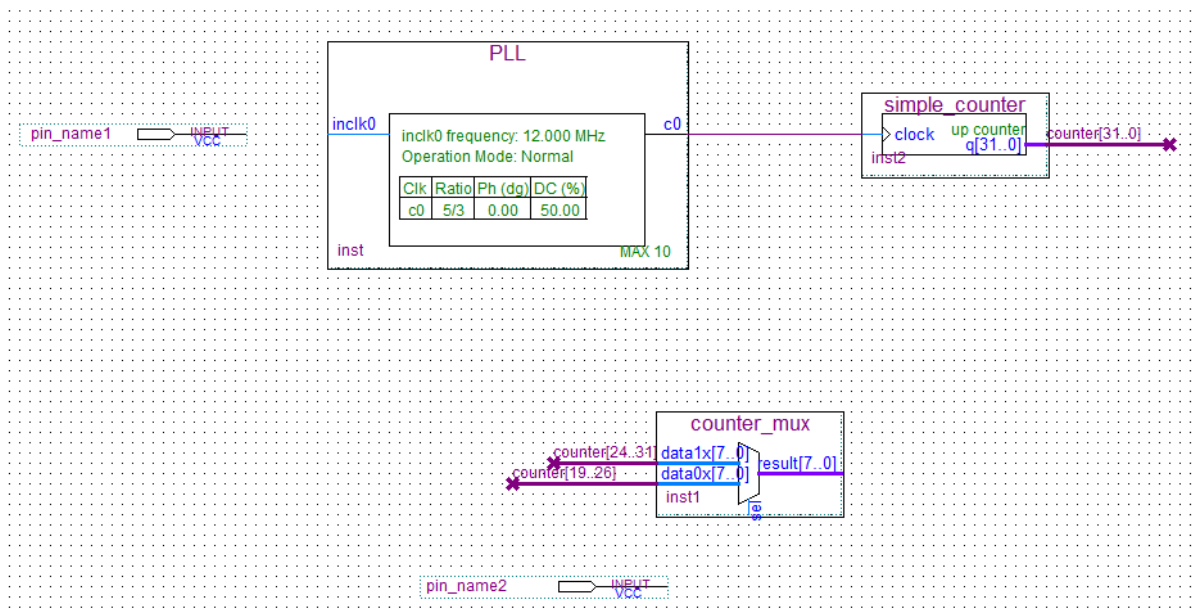 PLL
pin_name1 INPUT
VCC
inclk0 c0
inclk0 frequency: 12.000 MHz
Operation Mode: Normal
Clk Ratio Ph (dg) DC (%)
c0 5/3 0.00 50.00
inst MAX 10
simple_counter
clock up counter
q[31..0] counter[31..0]
inst2
counter_mux
counter[24..31] data1x[7..0]
result[7..0]
counter[19..26] data0x[7..0]
inst1
sel
pin_name2 INPUT
VCC